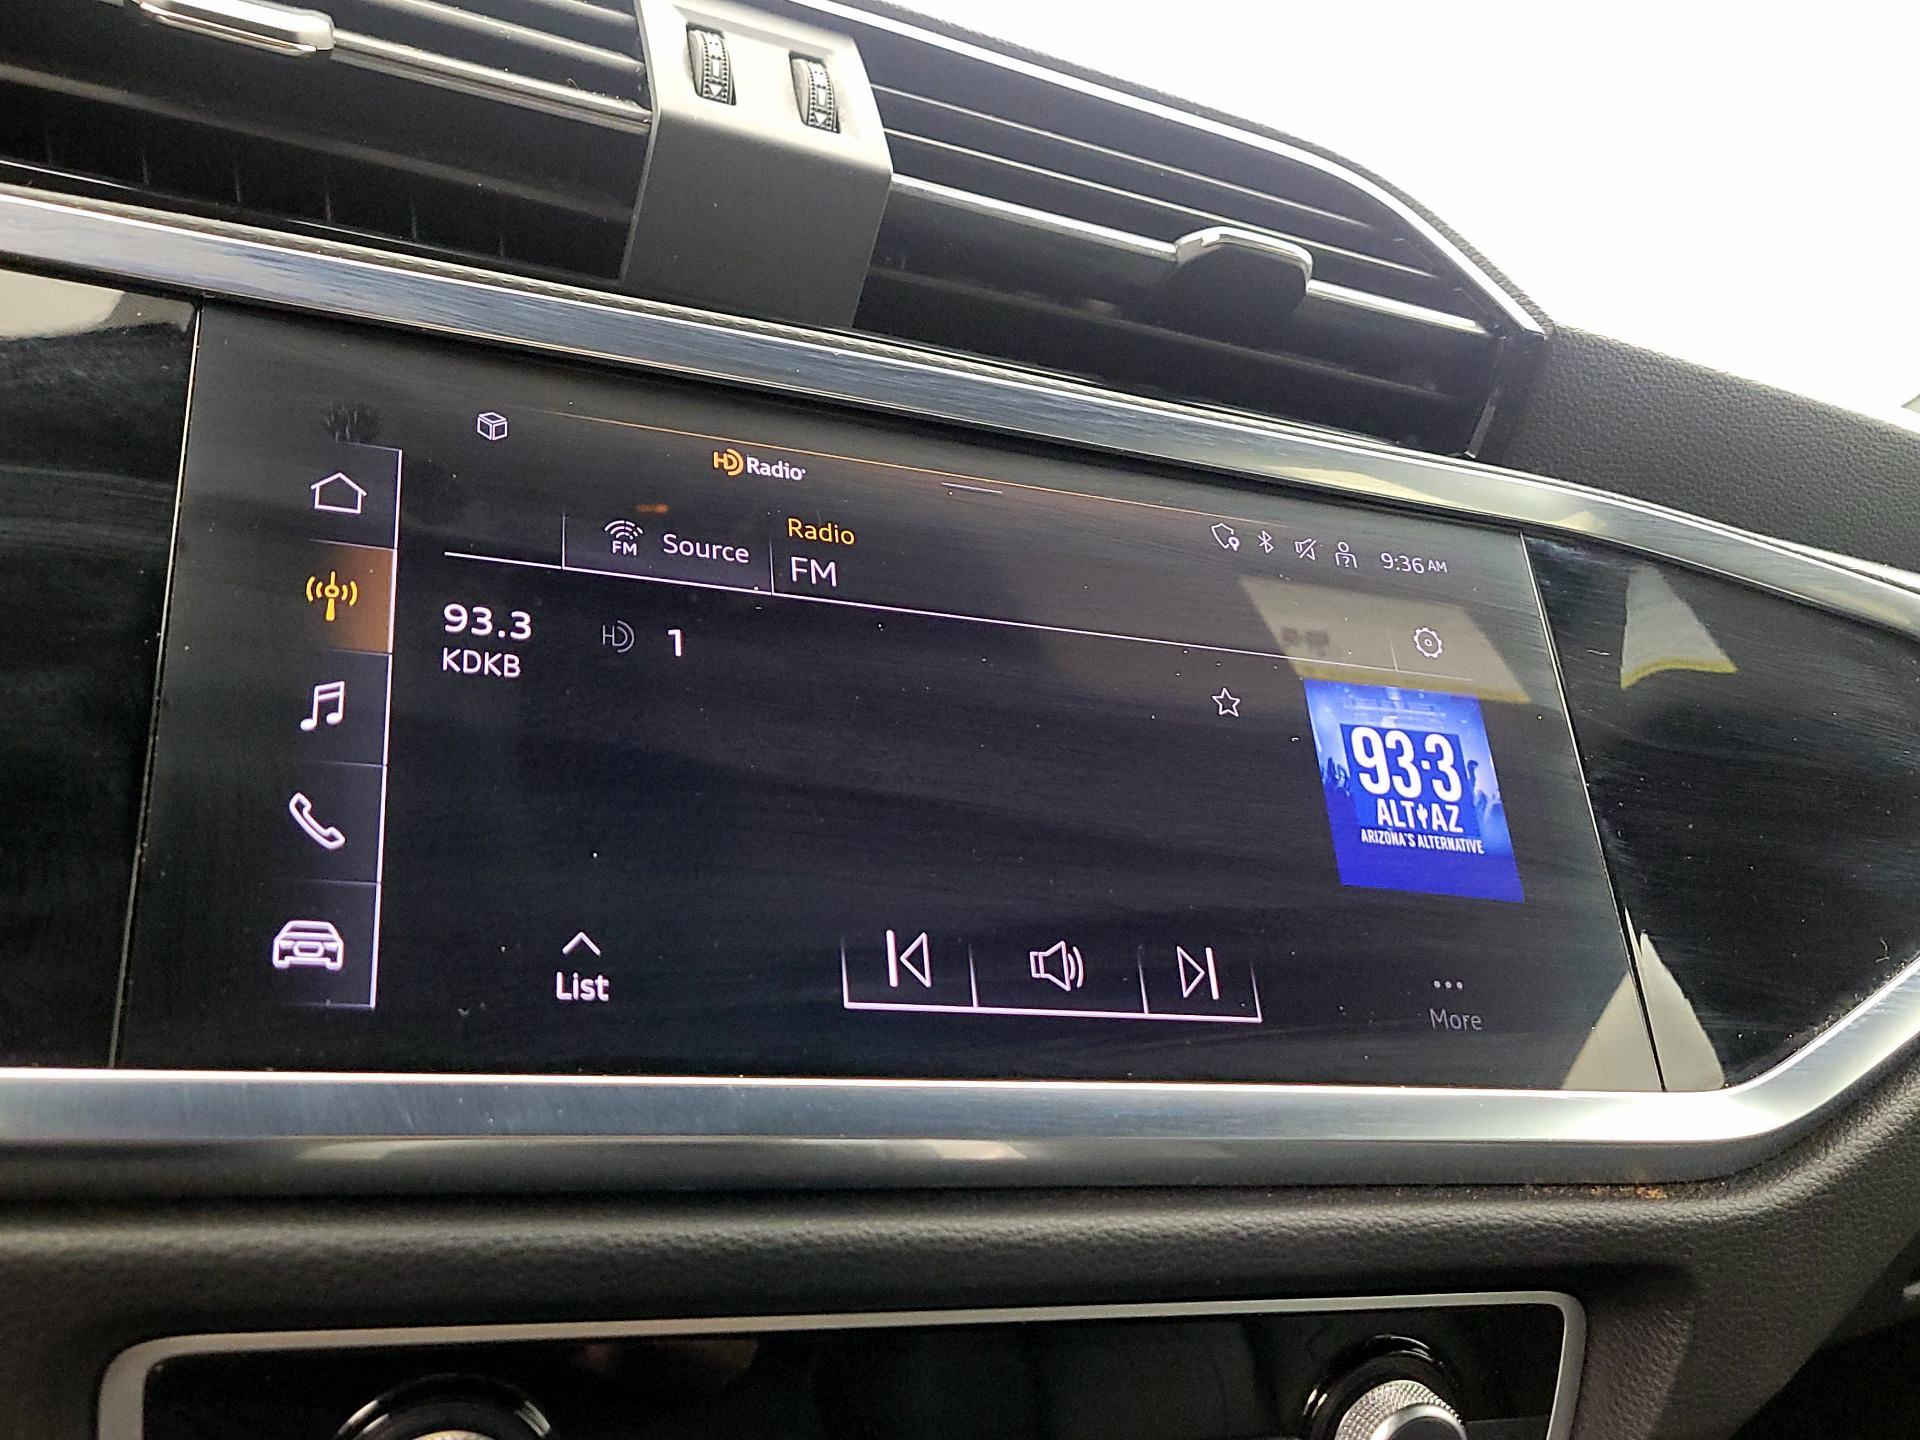 HD Radio
FM Source
Radio
FM
9:36 AM
93.3
KDKB
HD 1
93.3
ALT AZ
ARIZONA'S ALTERNATIVE
List
More